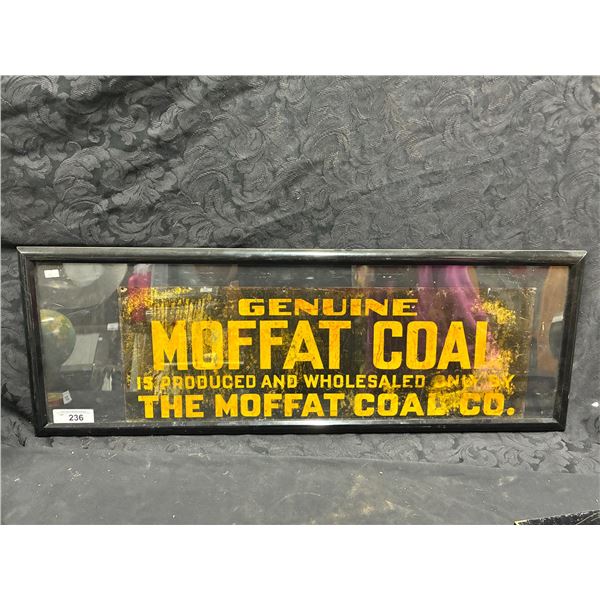 GENUINE
MOFFAT COAL
IS PRODUCED AND WHOLESALED ONLY BY
THE MOFFAT COAL CO.
236